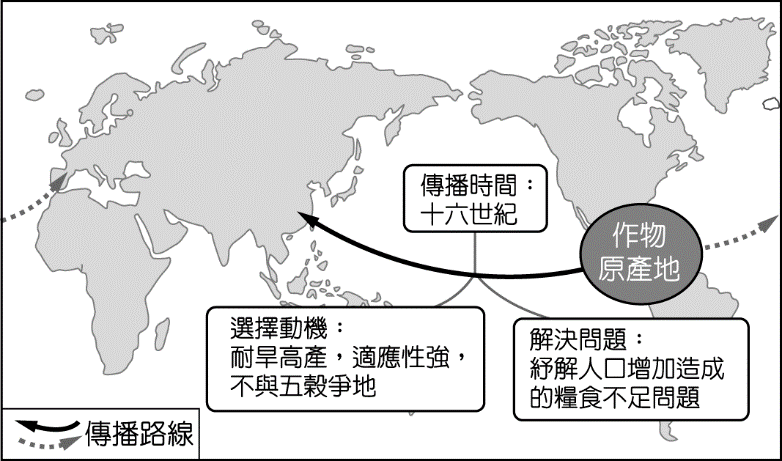 傳播時間：
十六世紀
作物
原產地
選擇動機：
耐旱高產，適應性強，
不與五穀爭地
解決問題：
紓解人口增加造成
的糧食不足問題
傳播路線